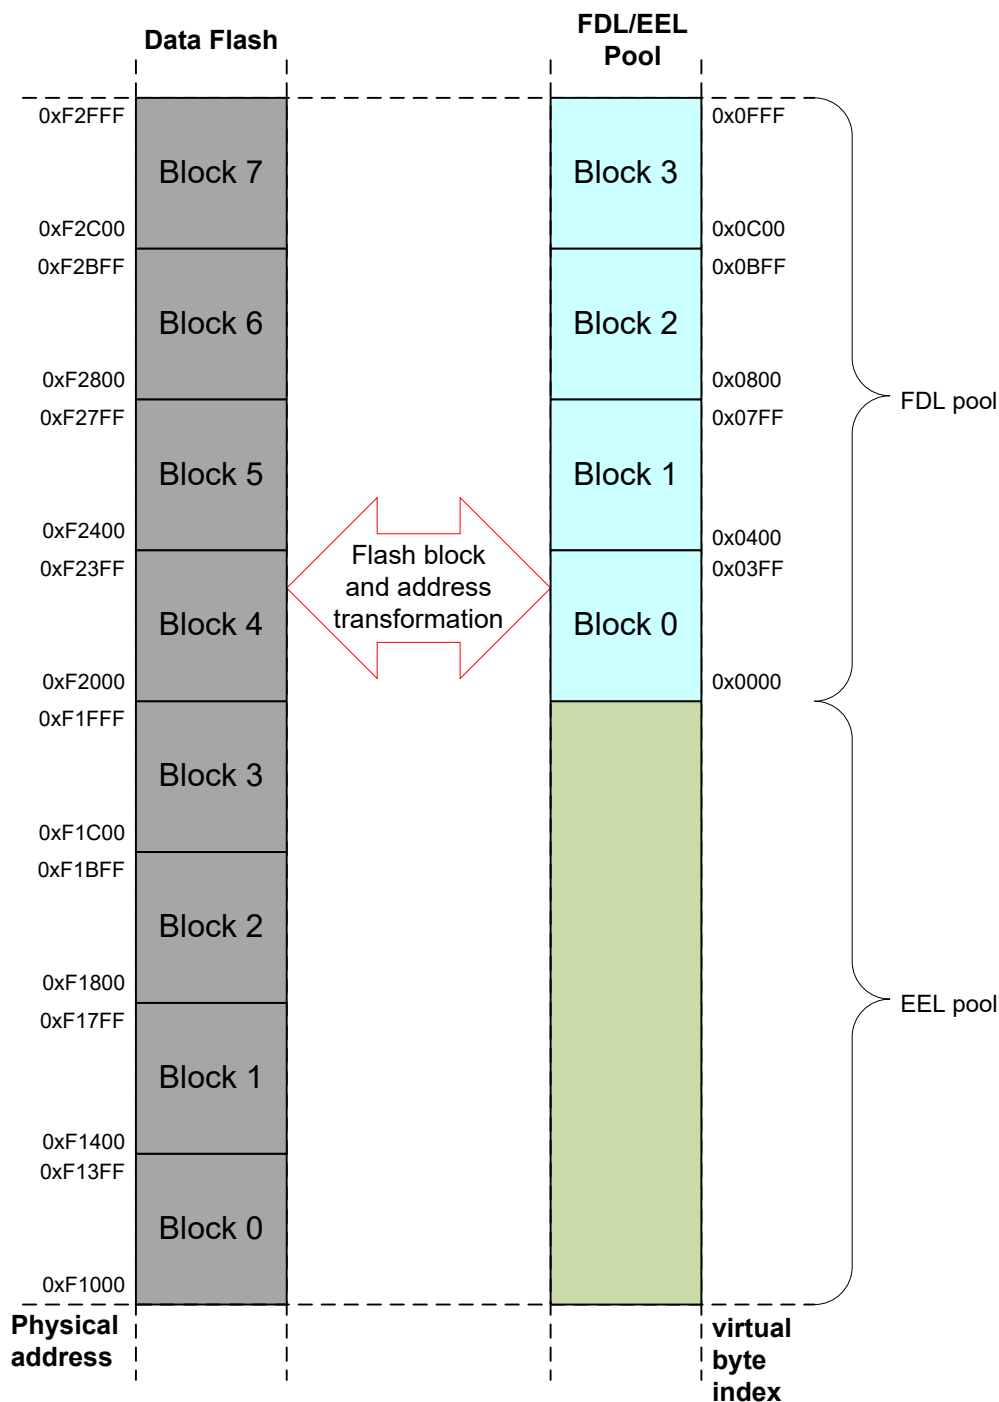 Data Flash
FDL/EEL
Pool
0xF2FFF
Block 7
0xF2C00
0xF2BFF
Block 6
0xF2800
0xF27FF
Block 5
0xF2400
0xF23FF
Block 4
0xF2000
0xF1FFF
Block 3
0xF1C00
0xF1BFF
Block 2
0xF1800
0xF17FF
Block 1
0xF1400
0xF13FF
Block 0
0xF1000
Physical
address
Flash block
and address
transformation
Block 3
Block 2
Block 1
Block 0
0x0FFF
0x0C00
0x0BFF
0x0800
0x07FF
0x0400
0x03FF
0x0000
virtual
byte
index
FDL pool
EEL pool